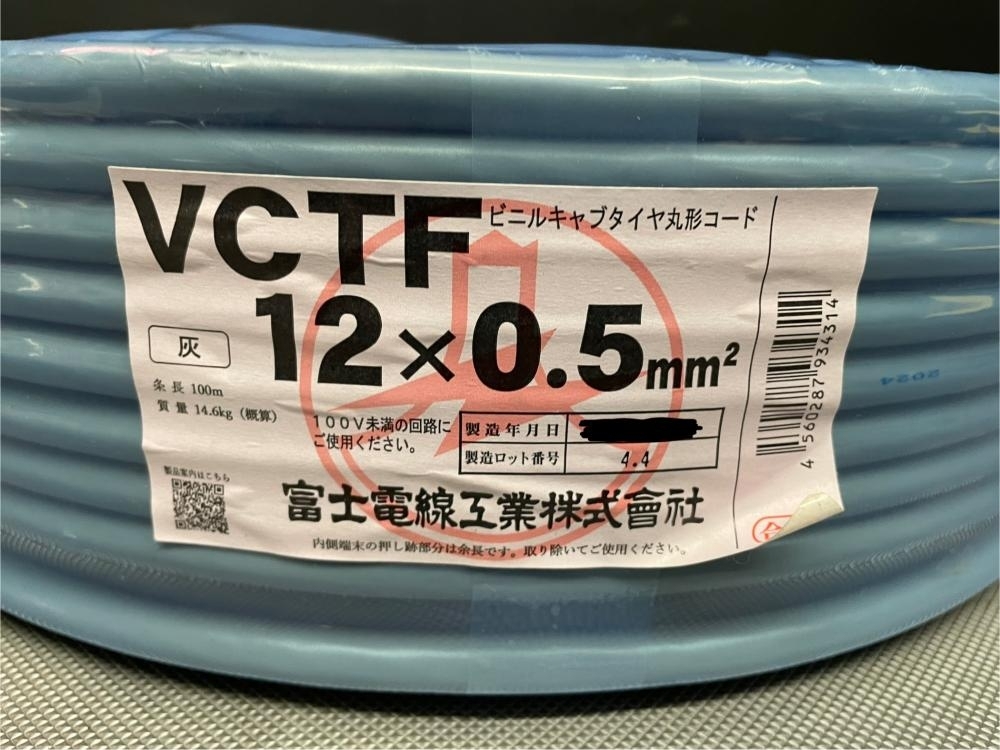 VCTF
ビニルキャブタイヤ丸形コード
12×0.5mm²
灰
条長 100m
質量 14.6kg（概算）
100V未満の回路に
ご使用ください。
製造年月日
製造ロット番号 4.4
製品案内はこちら
富士電線工業株式會社
内側端末の押し跡部分は余長です。取り除いてご使用ください。
4 560287 934314
2024